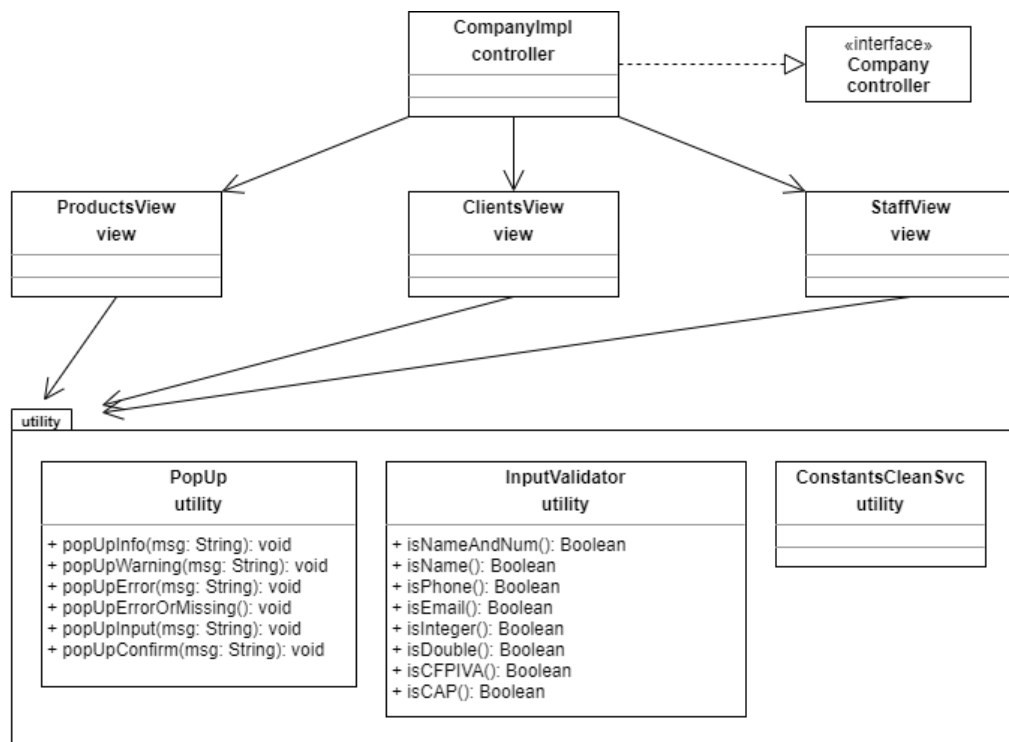 CompanyImpl
controller
«interface»
Company
controller
ProductsView
view
ClientsView
view
StaffView
view
utility
PopUp
utility
+ popUpInfo(msg: String): void
+ popUpWarning(msg: String): void
+ popUpError(msg: String): void
+ popUpErrorOrMissing(): void
+ popUpInput(msg: String): void
+ popUpConfirm(msg: String): void
InputValidator
utility
+ isNameAndNum(): Boolean
+ isName(): Boolean
+ isPhone(): Boolean
+ isEmail(): Boolean
+ isInteger(): Boolean
+ isDouble(): Boolean
+ isCFPIVA(): Boolean
+ isCAP(): Boolean
ConstantsCleanSvc
utility